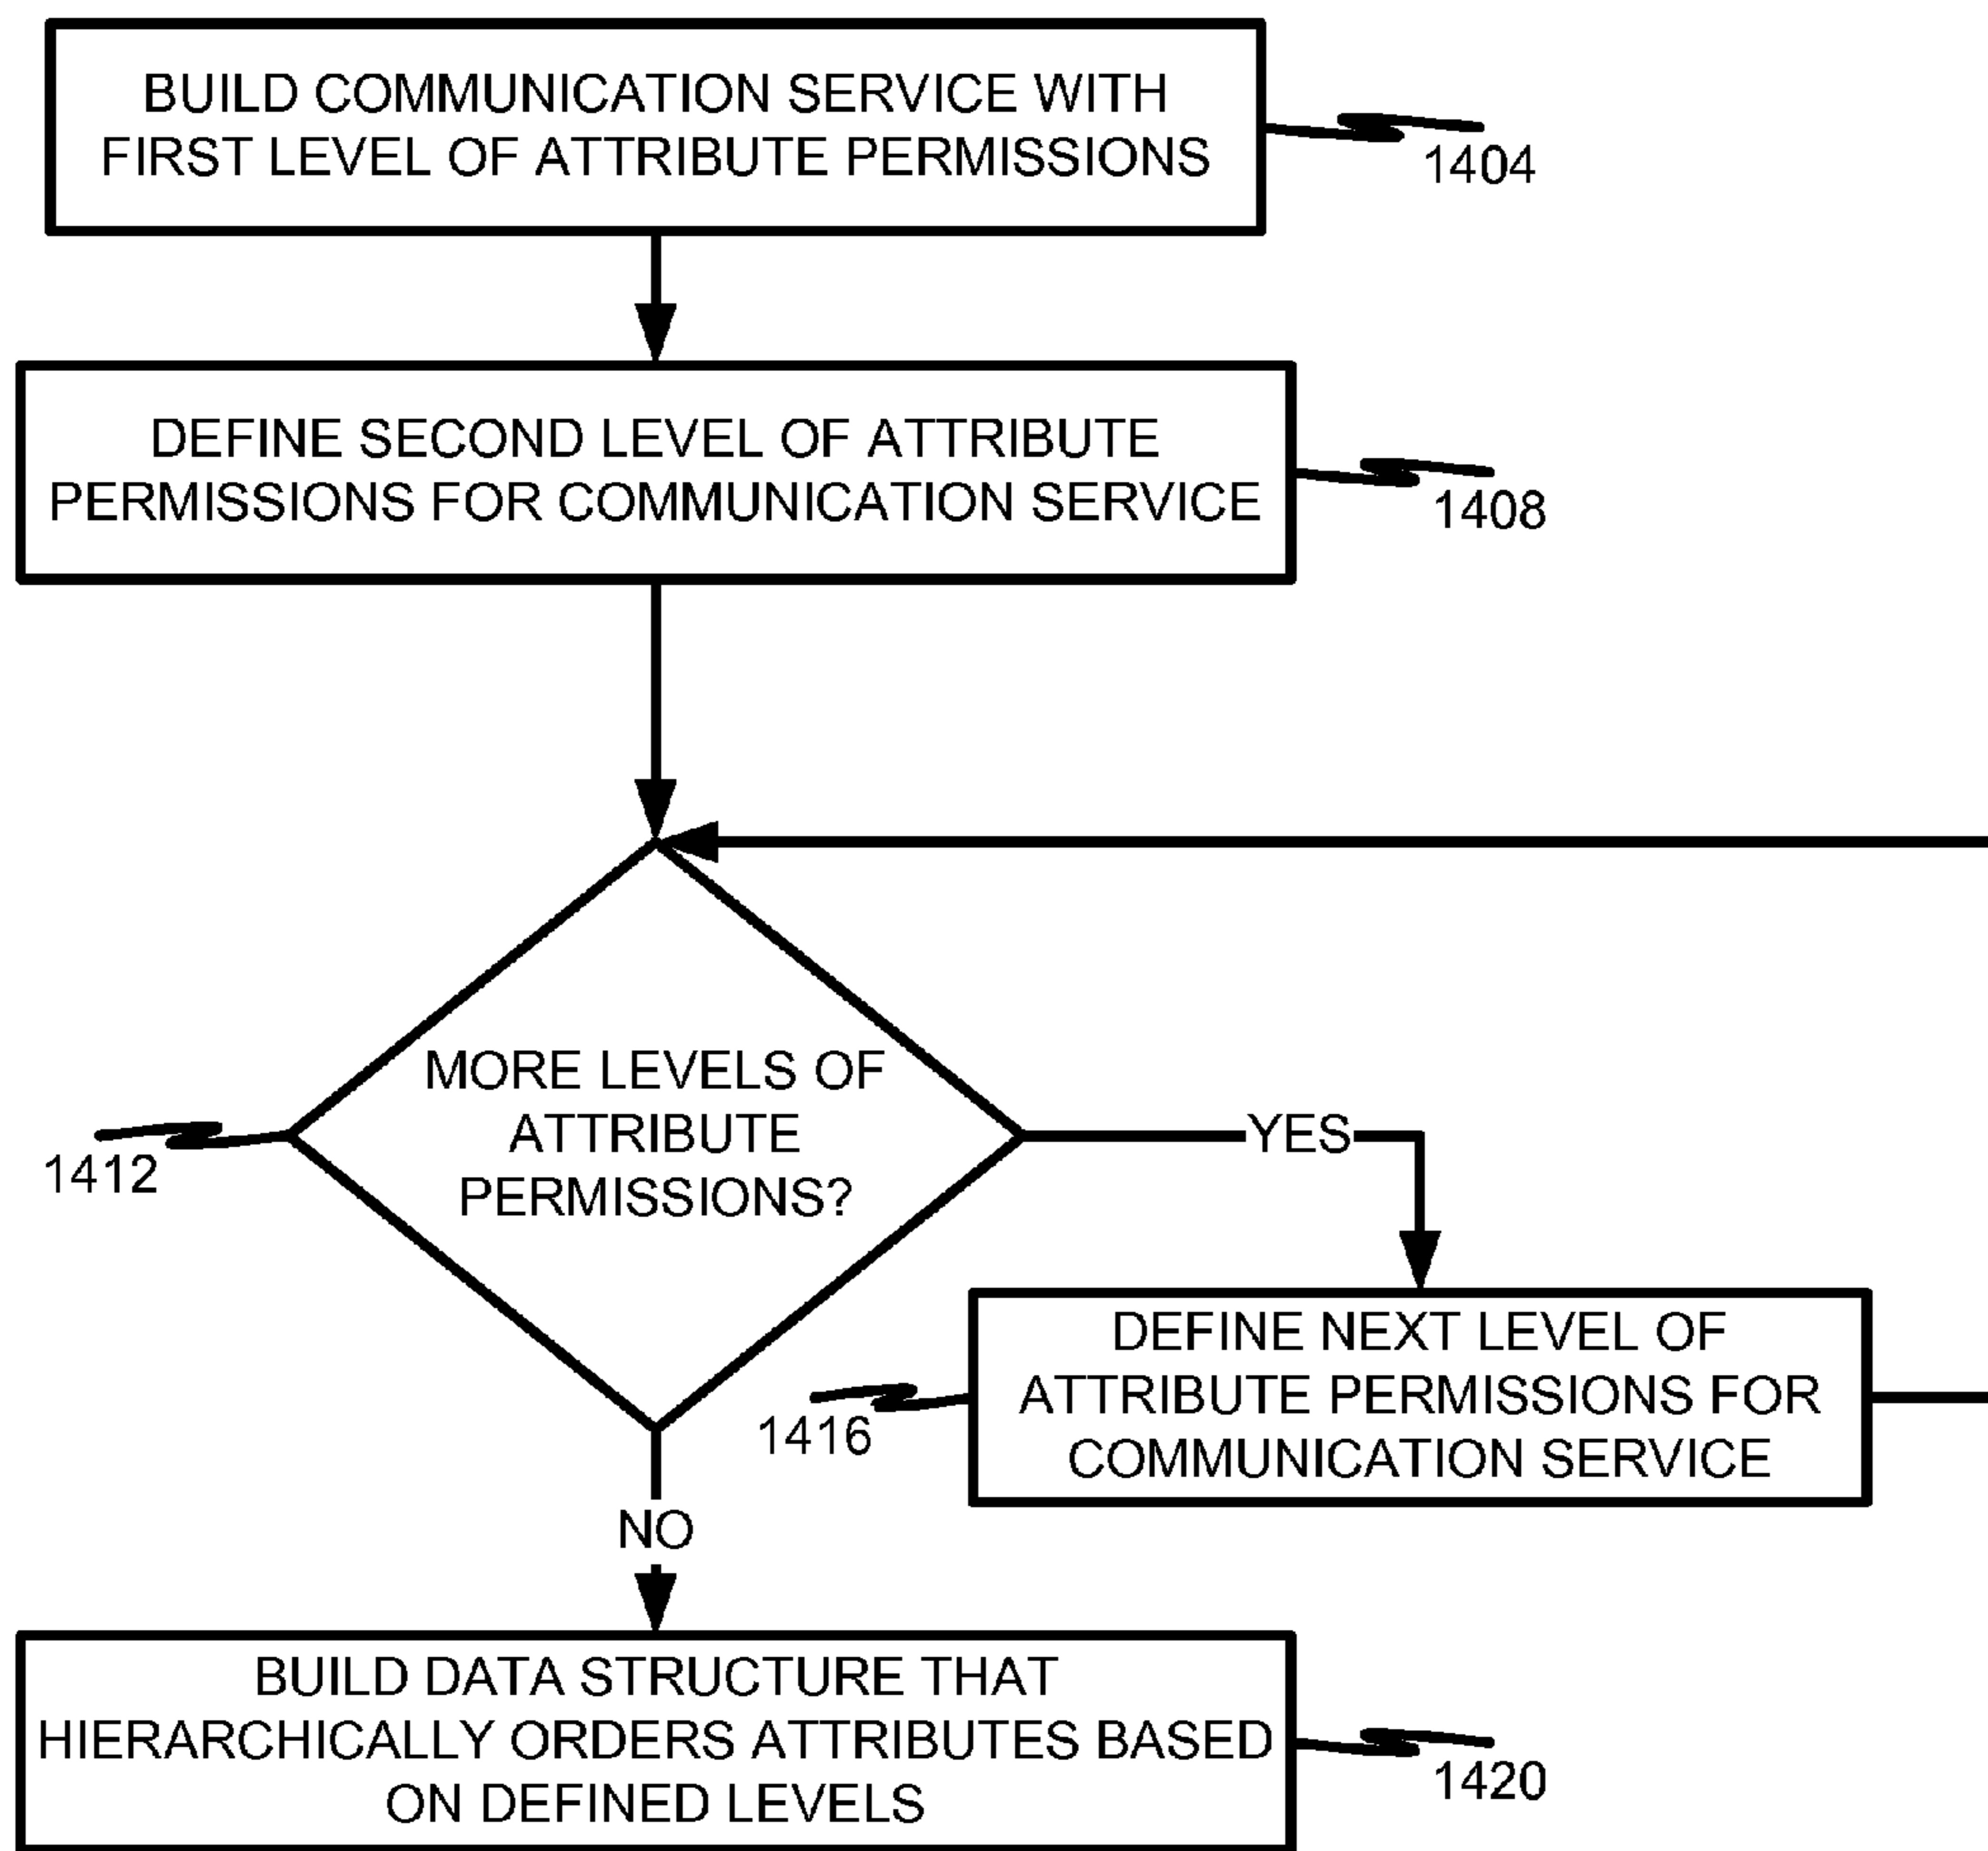 BUILD COMMUNICATION SERVICE WITH
FIRST LEVEL OF ATTRIBUTE PERMISSIONS
1404
DEFINE SECOND LEVEL OF ATTRIBUTE
PERMISSIONS FOR COMMUNICATION SERVICE
1408
MORE LEVELS OF
ATTRIBUTE
PERMISSIONS?
1412
YES
DEFINE NEXT LEVEL OF
ATTRIBUTE PERMISSIONS FOR
COMMUNICATION SERVICE
1416
NO
BUILD DATA STRUCTURE THAT
HIERARCHICALLY ORDERS ATTRIBUTES BASED
ON DEFINED LEVELS
1420